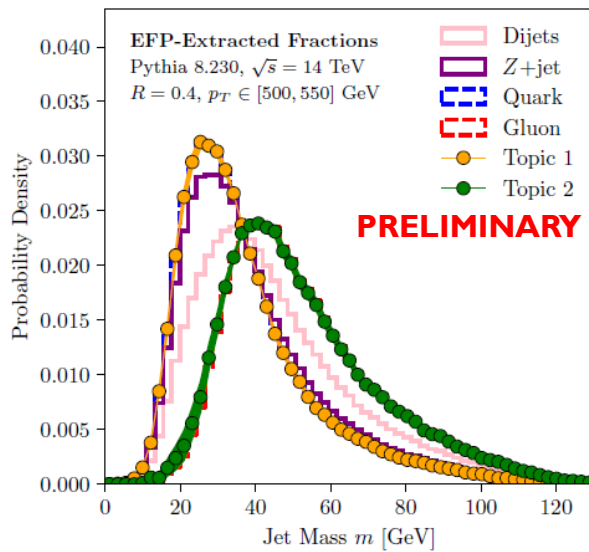 EFP-Extracted Fractions
Pythia 8.230, √s = 14 TeV
R = 0.4, p_T ∈ [500, 550] GeV
Dijets
Z+jet
Quark
Gluon
Topic 1
Topic 2
PRELIMINARY
Probability Density
0.040
0.035
0.030
0.025
0.020
0.015
0.010
0.005
0.000
0 20 40 60 80 100 120
Jet Mass m [GeV]